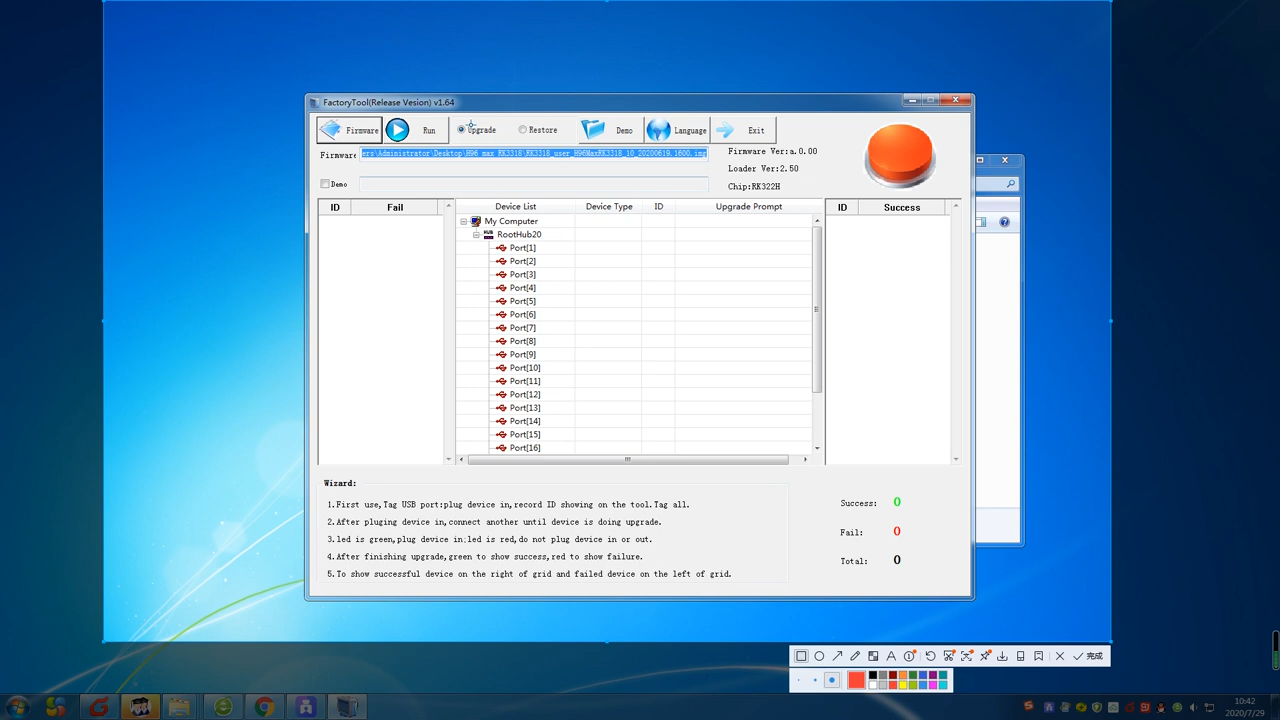 FactoryTool(Release Vesion) v1.64
Firmware
Run
Upgrade
Restore
Demo
Language
Exit
Firmware ers\Administrator\Desktop\H96 max RK3318\RK3318_user_H96MaxRK3318_10_20200619.1600.img
Firmware Ver:a.0.00
Loader Ver:2.50
Demo
Chip:RK322H
ID Fail
Device List Device Type ID Upgrade Prompt
ID Success
My Computer
RootHub20
Port[1]
Port[2]
Port[3]
Port[4]
Port[5]
Port[6]
Port[7]
Port[8]
Port[9]
Port[10]
Port[11]
Port[12]
Port[13]
Port[14]
Port[15]
Port[16]
Wizard:
1.First use,Tag USB port:plug device in,record ID showing on the tool.Tag all.
2.After pluging device in,connect another until device is doing upgrade.
3.led is green,plug device in;led is red,do not plug device in or out.
4.After finishing upgrade,green to show success,red to show failure.
5.To show successful device on the right of grid and failed device on the left of grid.
Success: 0
Fail: 0
Total: 0
完成
10:42
2020/7/29